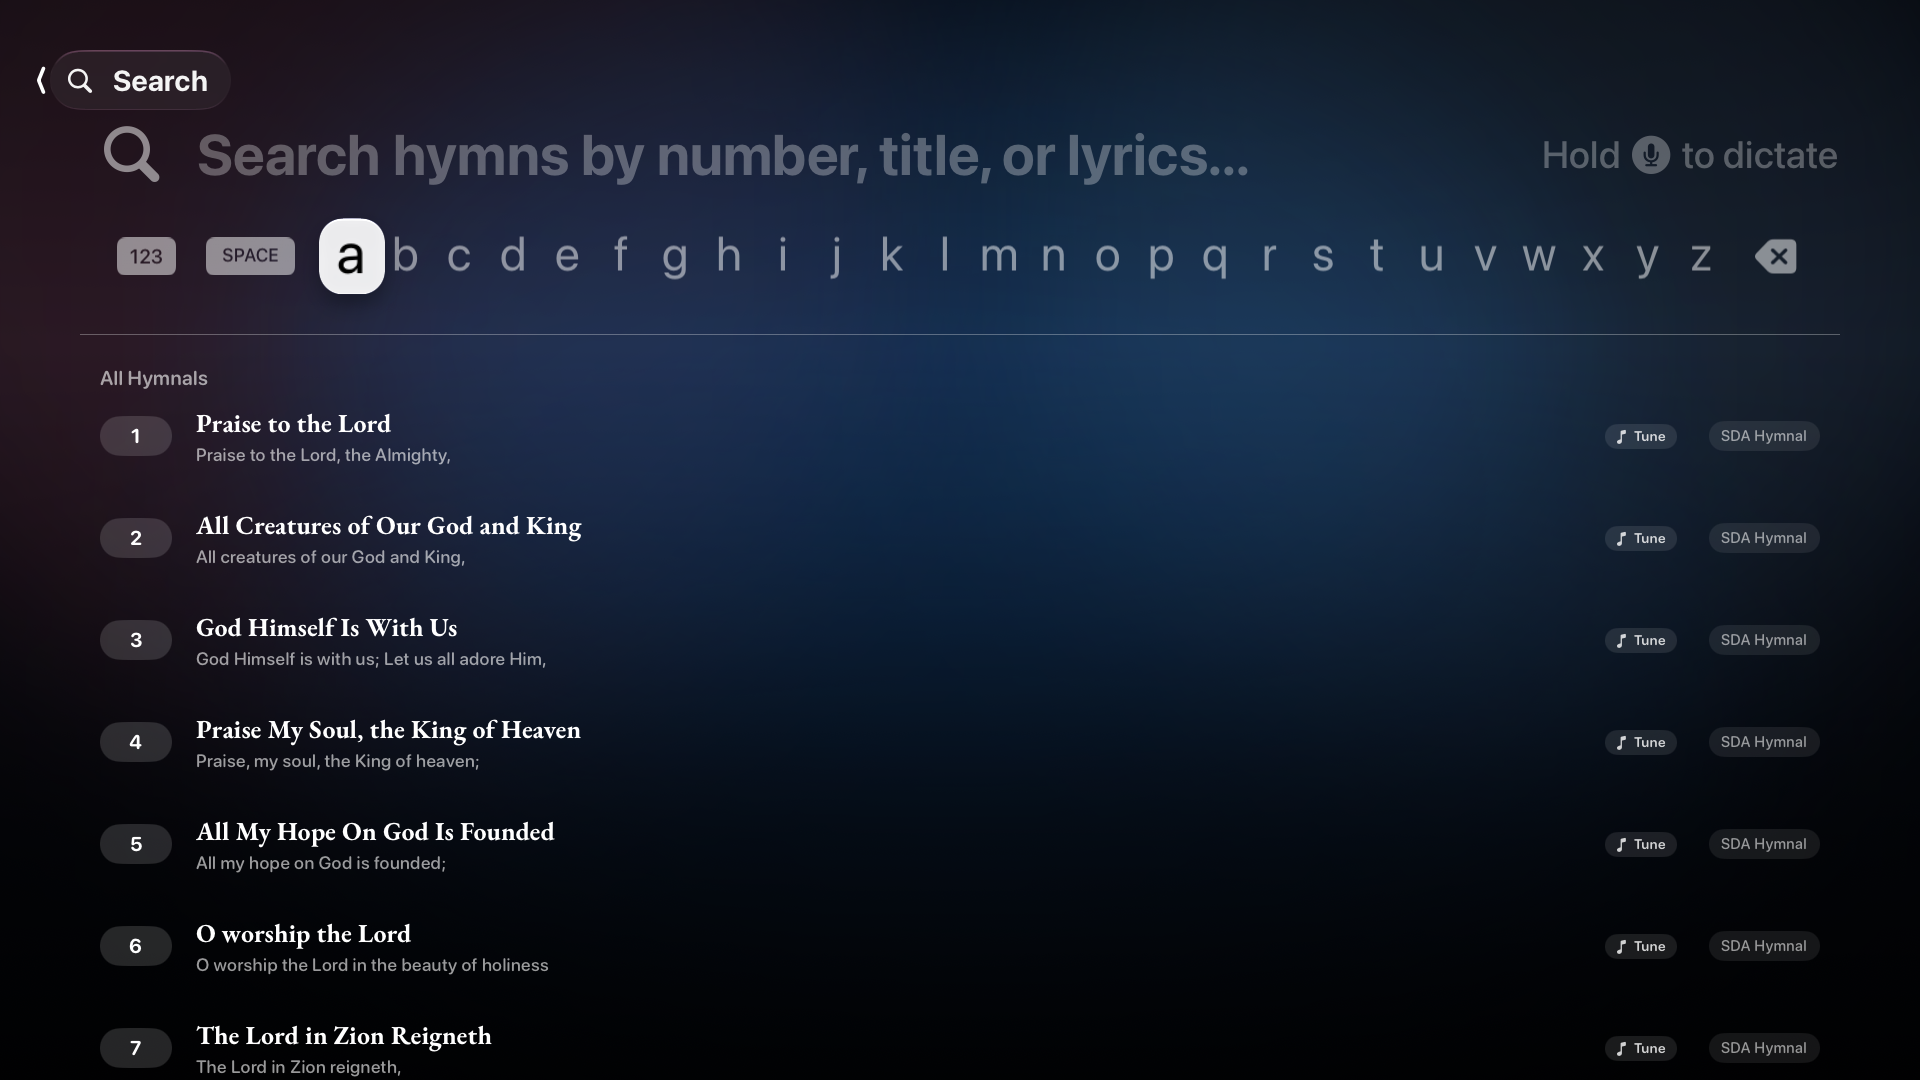 Search
Search hymns by number, title, or lyrics...
Hold to dictate
123 SPACE a b c d e f g h i j k l m n o p q r s t u v w x y z
All Hymnals
1 Praise to the Lord
Praise to the Lord, the Almighty,
Tune SDA Hymnal
2 All Creatures of Our God and King
All creatures of our God and King,
Tune SDA Hymnal
3 God Himself Is With Us
God Himself is with us; Let us all adore Him,
Tune SDA Hymnal
4 Praise My Soul, the King of Heaven
Praise, my soul, the King of heaven;
Tune SDA Hymnal
5 All My Hope On God Is Founded
All my hope on God is founded;
Tune SDA Hymnal
6 O worship the Lord
O worship the Lord in the beauty of holiness
Tune SDA Hymnal
7 The Lord in Zion Reigneth
The Lord in Zion reigneth,
Tune SDA Hymnal